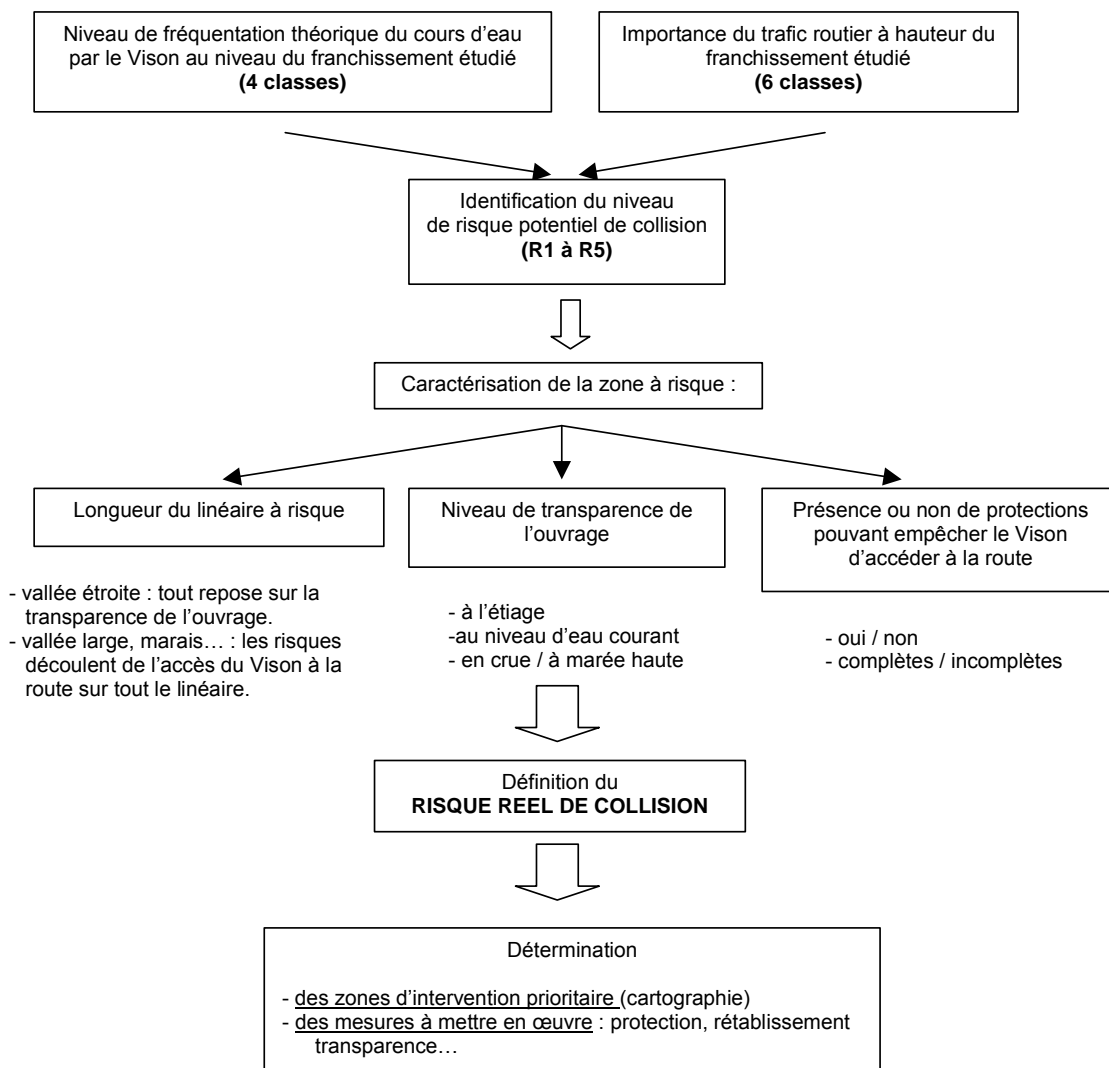 Niveau de fréquentation théorique du cours d'eau
par le Vison au niveau du franchissement étudié
(4 classes)
Importance du trafic routier à hauteur du
franchissement étudié
(6 classes)
Identification du niveau
de risque potentiel de collision
(R1 à R5)
Caractérisation de la zone à risque :
Longueur du linéaire à risque
Niveau de transparence de
l'ouvrage
Présence ou non de protections
pouvant empêcher le Vison
d'accéder à la route
- vallée étroite : tout repose sur la
transparence de l'ouvrage.
- vallée large, marais… : les risques
découlent de l'accès du Vison à la
route sur tout le linéaire.
- à l'étiage
-au niveau d'eau courant
- en crue / à marée haute
- oui / non
- complètes / incomplètes
Définition du
RISQUE REEL DE COLLISION
Détermination
- des zones d'intervention prioritaire (cartographie)
- des mesures à mettre en œuvre : protection, rétablissement
transparence…